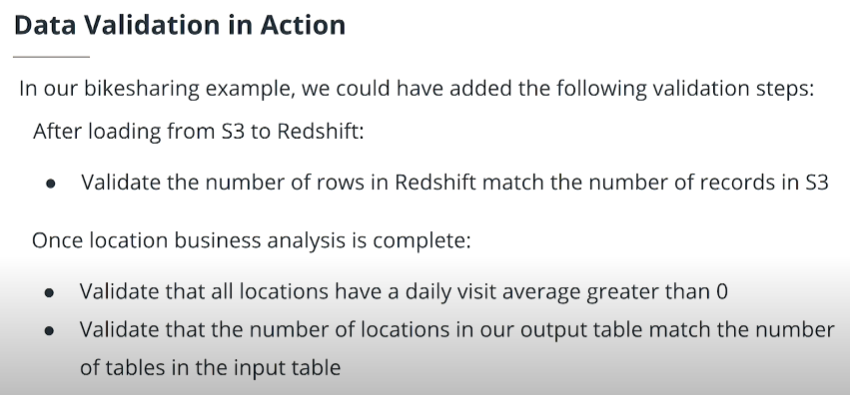 Data Validation in Action
In our bikesharing example, we could have added the following validation steps:
After loading from S3 to Redshift:
● Validate the number of rows in Redshift match the number of records in S3
Once location business analysis is complete:
● Validate that all locations have a daily visit average greater than 0
● Validate that the number of locations in our output table match the number
of tables in the input table